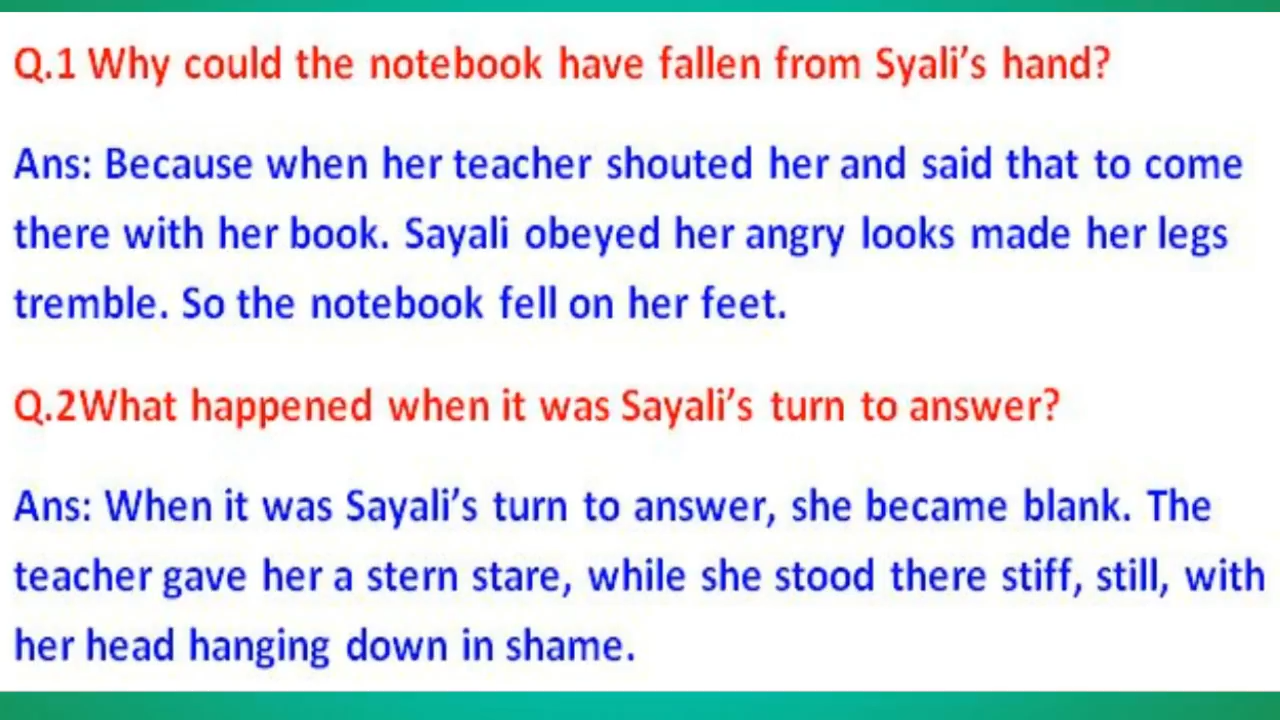 Q.1 Why could the notebook have fallen from Syali’s hand?
Ans: Because when her teacher shouted her and said that to come
there with her book. Sayali obeyed her angry looks made her legs
tremble. So the notebook fell on her feet.
Q.2What happened when it was Sayali’s turn to answer?
Ans: When it was Sayali’s turn to answer, she became blank. The
teacher gave her a stern stare, while she stood there stiff, still, with
her head hanging down in shame.